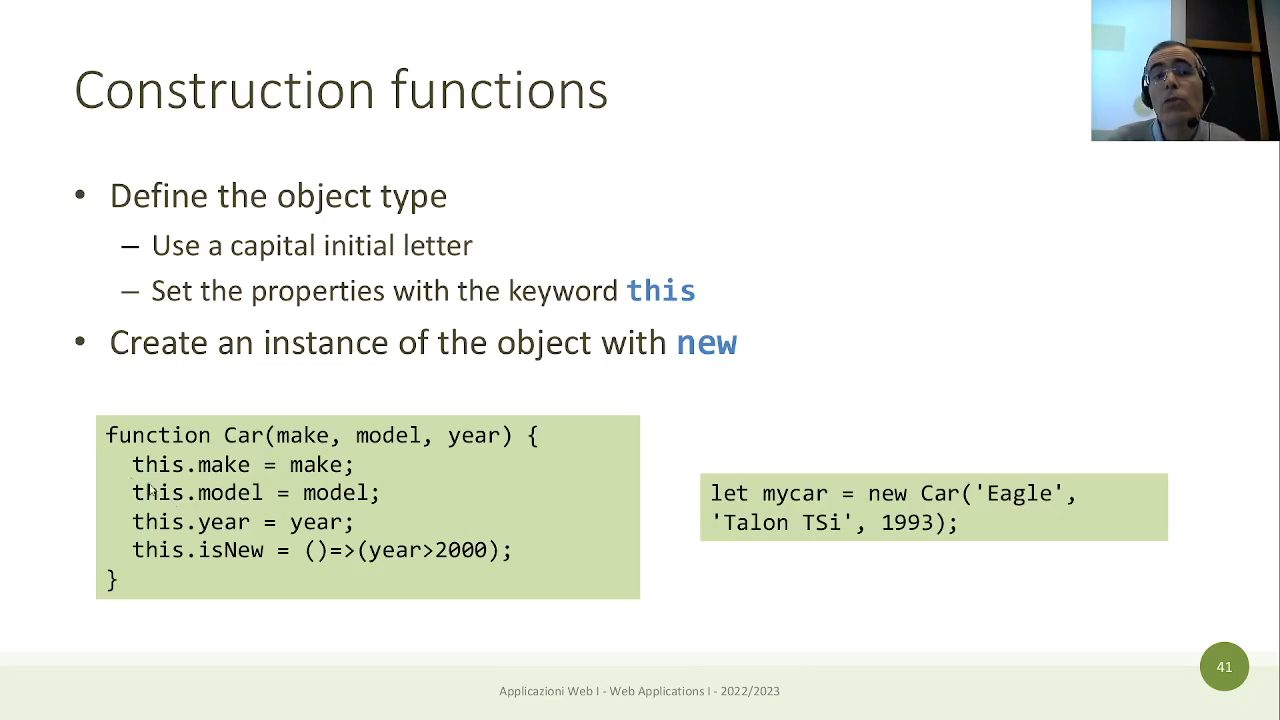 Construction functions
• Define the object type
– Use a capital initial letter
– Set the properties with the keyword this
• Create an instance of the object with new
function Car(make, model, year) {
this.make = make;
this.model = model;
this.year = year;
this.isNew = ()=>(year>2000);
}
let mycar = new Car('Eagle',
'Talon TSi', 1993);
41
Applicazioni Web I - Web Applications I - 2022/2023